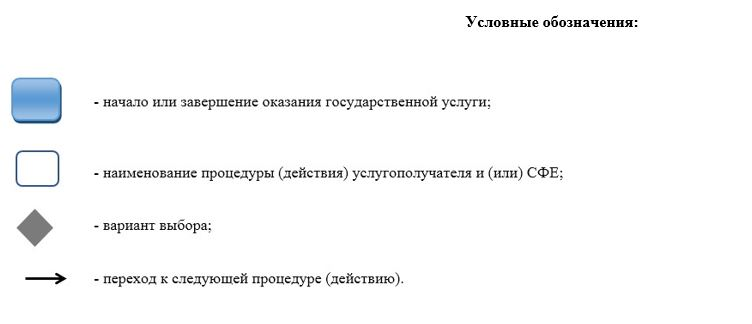 Условные обозначения:
- начало или завершение оказания государственной услуги;
- наименование процедуры (действия) услугополучателя и (или) СФЕ;
- вариант выбора;
- переход к следующей процедуре (действию).